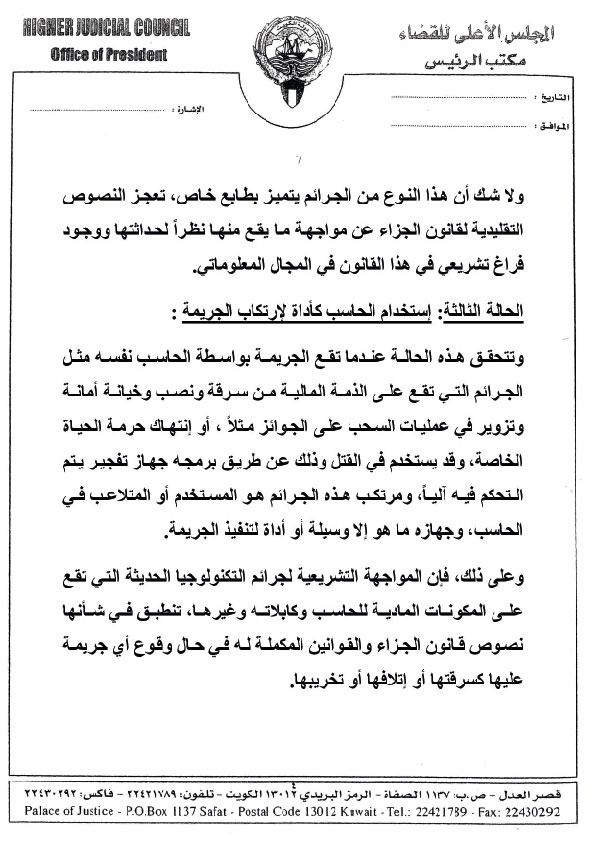 HIGHER JUDICIAL COUNCIL
Office of President
المجلس الأعلى للقضاء
مكتب الرئيس
التاريخ :
الموافق :
الإشارة :
ولا شك أن هذا النوع من الجرائم يتميز بطابع خاص، تعجز النصوص
التقليدية لقانون الجزاء عن مواجهة ما يقع منها نظراً لحداثتها ووجود
فراغ تشريعي في هذا القانون في المجال المعلوماتي.
الحالة الثالثة: إستخدام الحاسب كأداة لإرتكاب الجريمة :
وتتحقق هذه الحالة عندما تقع الجريمة بواسطة الحاسب نفسه مثل
الجرائم التي تقع على الذمة المالية من سرقة ونصب وخيانة أمانة
وتزوير في عمليات السحب على الجوائز مثلاً ، أو إنتهاك حرمة الحياة
الخاصة، وقد يستخدم في القتل وذلك عن طريق برمجه جهاز تفجير يتم
التحكم فيه آلياً، ومرتكب هذه الجرائم هو المستخدم أو المتلاعب في
الحاسب، وجهازه ما هو إلا وسيلة أو أداة لتنفيذ الجريمة.
وعلى ذلك، فإن المواجهة التشريعية لجرائم التكنولوجيا الحديثة التي تقع
على المكونات المادية للحاسب وكابلاته وغيرها، تنطبق في شأنها
نصوص قانون الجزاء والقوانين المكملة له في حال وقوع أي جريمة
عليها كسرقتها أو إتلافها أو تخريبها.
قصر العدل - ص.ب: ١١٣٧ الصفاة - الرمز البريدي ١٣٠١٢ الكويت - تلفون: ٢٢٤٢١٧٨٩ - فاكس: ٢٢٤٣٠٢٩٢
Palace of Justice - P.O.Box 1137 Safat - Postal Code 13012 Kuwait - Tel.: 22421789 - Fax: 22430292